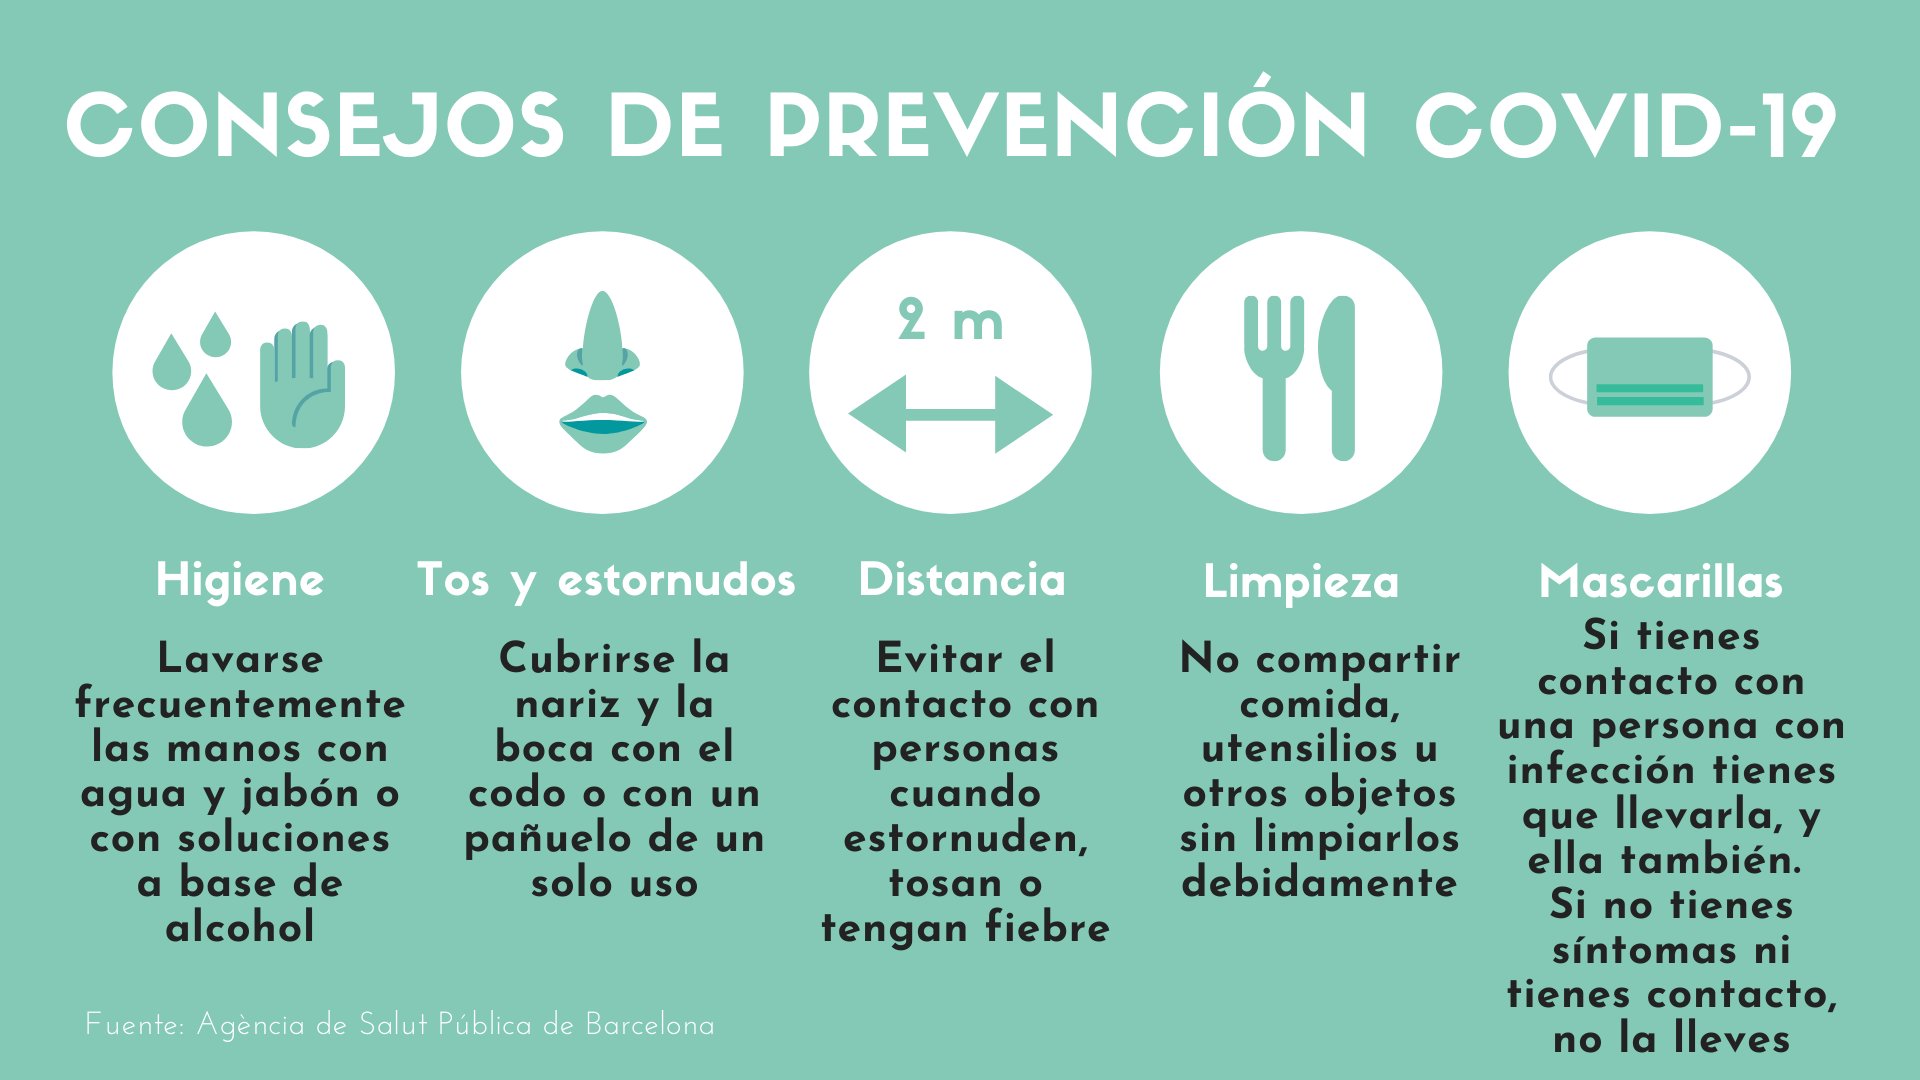 CONSEJOS DE PREVENCIÓN COVID-19
2 m
Higiene
Lavarse
frecuentemente
las manos con
agua y jabón o
con soluciones
a base de
alcohol
Tos y estornudos
Cubrirse la
nariz y la
boca con el
codo o con un
pañuelo de un
solo uso
Distancia
Evitar el
contacto con
personas
cuando
estornuden,
tosan o
tengan fiebre
Limpieza
No compartir
comida,
utensilios u
otros objetos
sin limpiarlos
debidamente
Mascarillas
Si tienes
contacto con
una persona con
infección tienes
que llevarla, y
ella también.
Si no tienes
síntomas ni
tienes contacto,
no la lleves
Fuente: Agència de Salut Pública de Barcelona